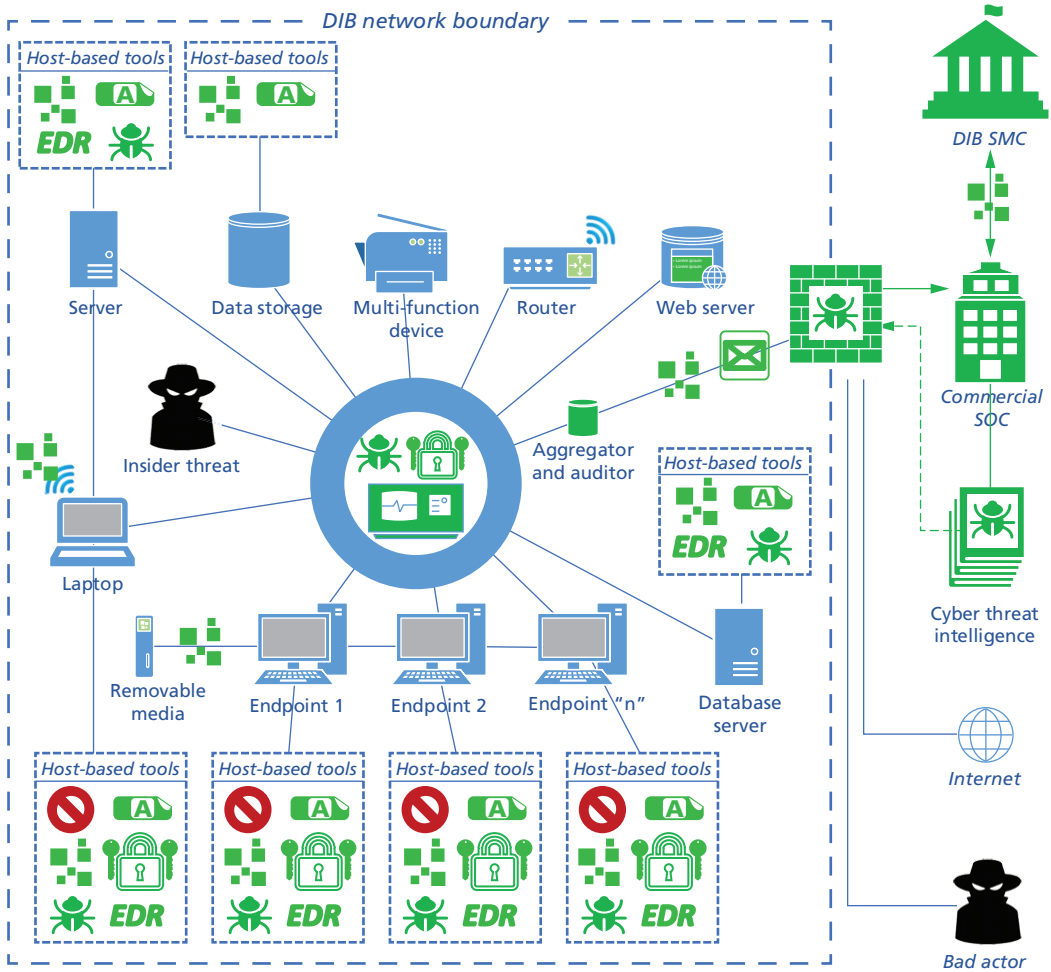 DIB network boundary
Host-based tools
Host-based tools
A
A
EDR
DIB SMC
Server
Data storage
Multi-function
device
Router
Web server
Commercial
SOC
Insider threat
Aggregator
and auditor
Host-based tools
A
EDR
Laptop
Cyber threat
intelligence
Removable
media
Endpoint 1
Endpoint 2
Endpoint “n”
Database
server
Internet
Host-based tools
Host-based tools
Host-based tools
Host-based tools
A
A
A
A
EDR
EDR
EDR
EDR
Bad actor